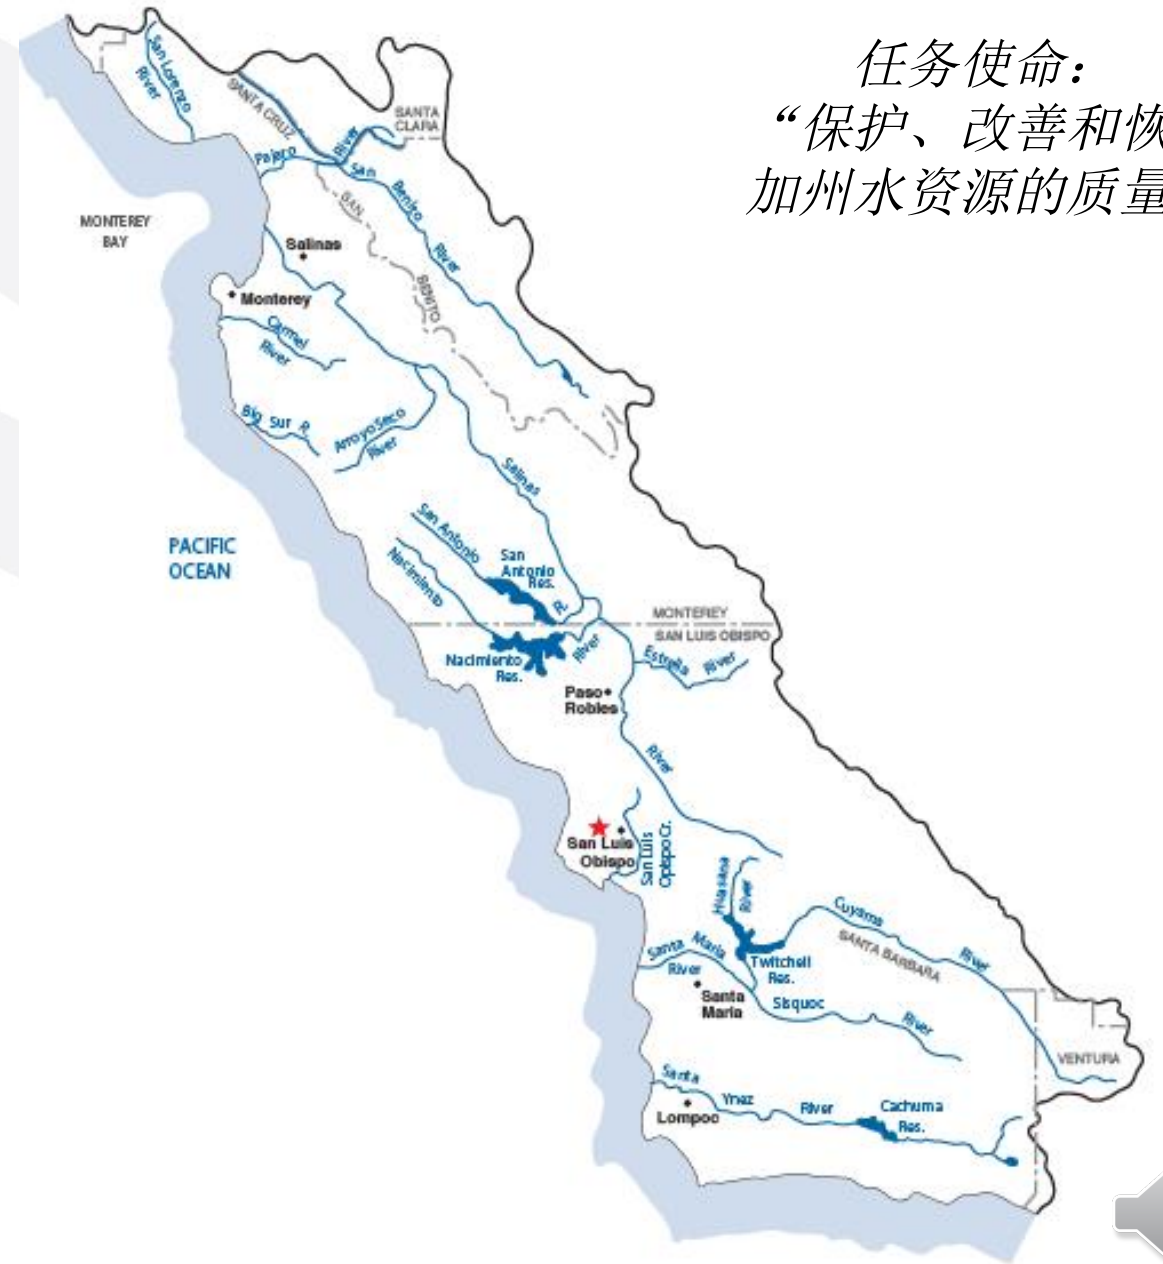 任务使命：
“保护、改善和恢
加州水资源的质量
San Lorenzo
River
SANTA CRUZ
SANTA
CLARA
Pajaro
River
San
Benito
River
SAN
BENITO
MONTEREY
BAY
Salinas
Monterey
Carmel
River
Big Sur R.
Arroyo Seco
River
Salinas
PACIFIC
OCEAN
San Antonio
San
Antonio
Res.
R.
Nacimiento
MONTEREY
SAN LUIS OBISPO
Nacimiento
Res.
River
Estrella River
Paso
Robles
River
San Luis
Obispo
San Luis
Opispo Cr.
Huasana
River
Cuyama
River
SANTA BARBARA
Santa Maria
River
Twitchell
Res.
Santa
Maria
Sisquoc
River
VENTURA
Santa
Ynez
River
Cachuma
Res.
Lompoc